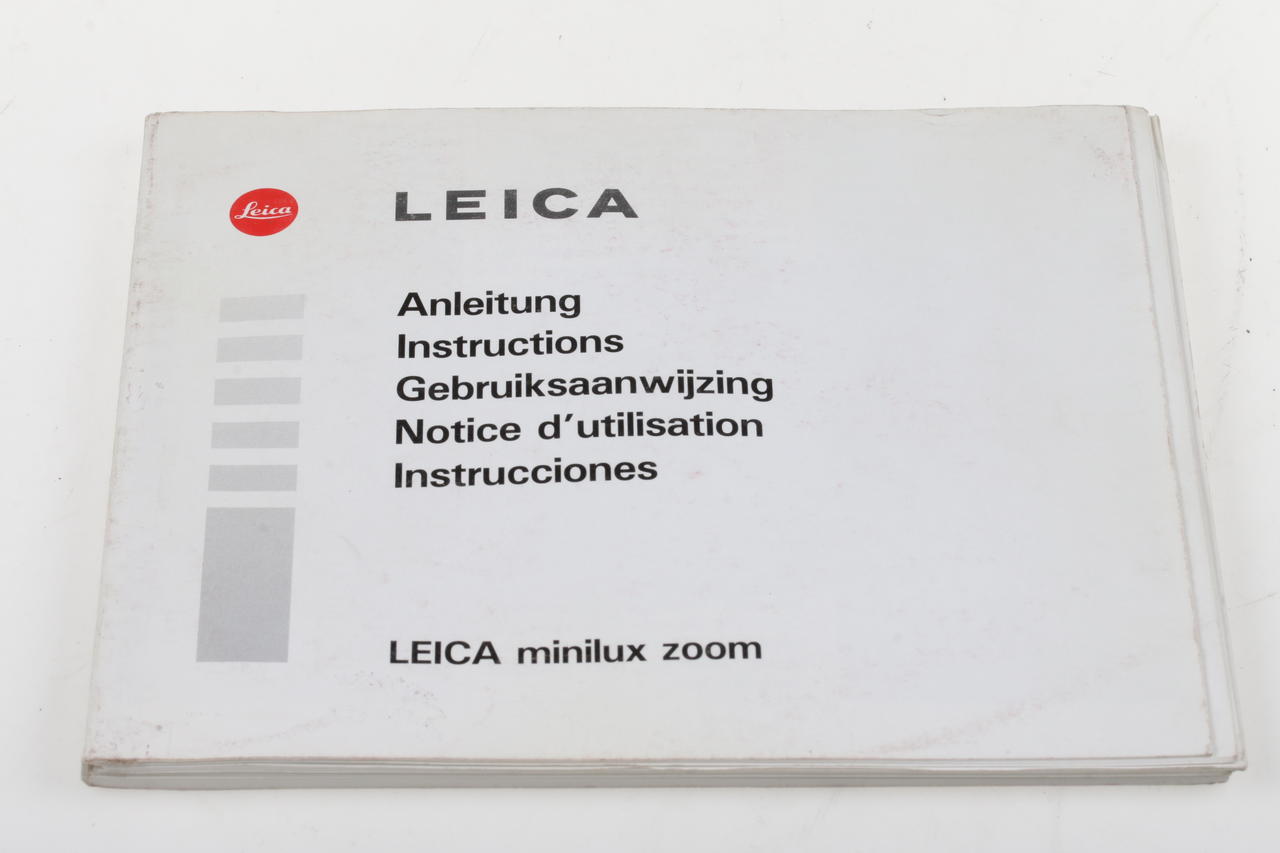 Leica
LEICA
Anleitung
Instructions
Gebruiksaanwijzing
Notice d'utilisation
Instrucciones
LEICA minilux zoom